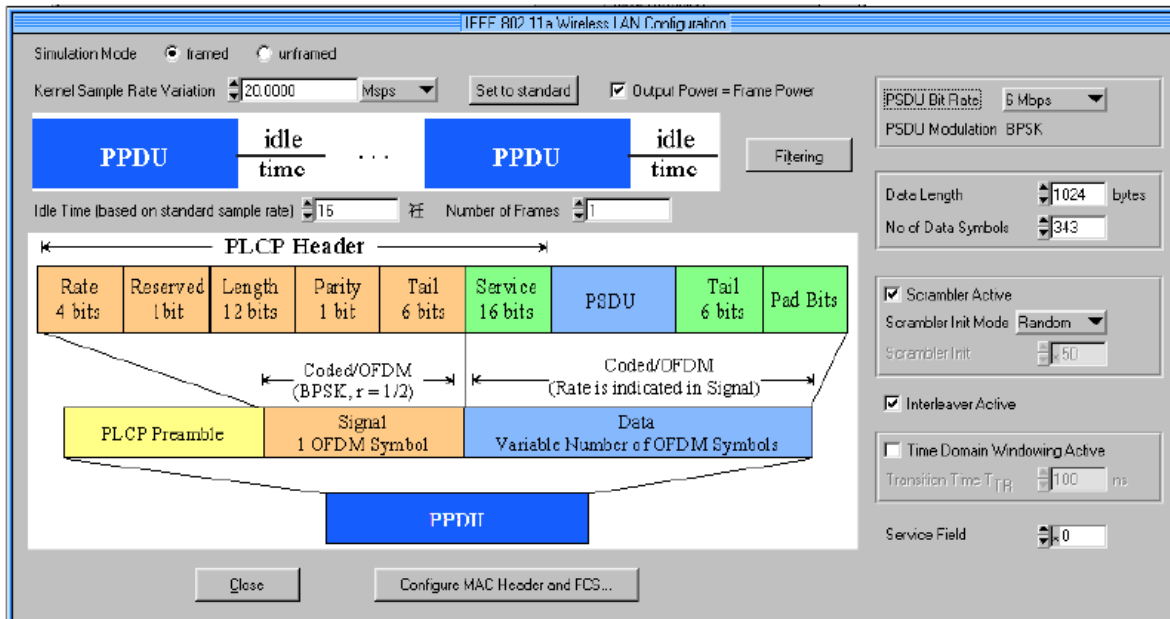 IEEE 802.11a Wireless LAN Configuration
Simulation Mode framed unframed
Kernel Sample Rate Variation 20.0000 Msps Set to standard Output Power = Frame Power
PPDU idle time . . . PPDU idle time
Filtering
PSDU Bit Rate 6 Mbps
PSDU Modulation BPSK
Idle Time (based on standard sample rate) 16 Number of Frames 1
Data Length 1024 bytes
No of Data Symbols 343
PLCP Header
Rate Reserved Length Parity Tail Service PSDU Tail Pad Bits
4 bits 1bit 12 bits 1 bit 6 bits 16 bits 6 bits
Scrambler Active
Scrambler Init Mode Random
Scrambler Init x 50
Coded/OFDM Coded/OFDM
(BPSK, r = 1/2) (Rate is indicated in Signal)
Interleaver Active
PLCP Preamble Signal Data
1 OFDM Symbol Variable Number of OFDM Symbols
Time Domain Windowing Active
Transition Time TTR 100 ns
PPDU
Service Field x 0
Close Configure MAC Header and FCS...